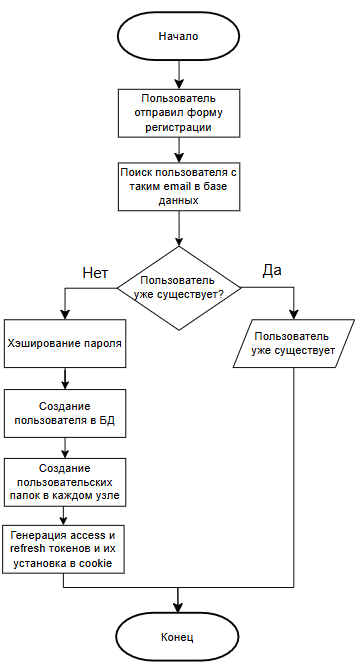 Начало
Пользователь
отправил форму
регистрации
Поиск пользователя с
таким email в базе
данных
Пользователь
уже существует?
Нет
Да
Хэширование пароля
Пользователь
уже существует
Создание
пользователя в БД
Создание
пользовательских
папок в каждом узле
Генерация access и
refresh токенов и их
установка в cookie
Конец